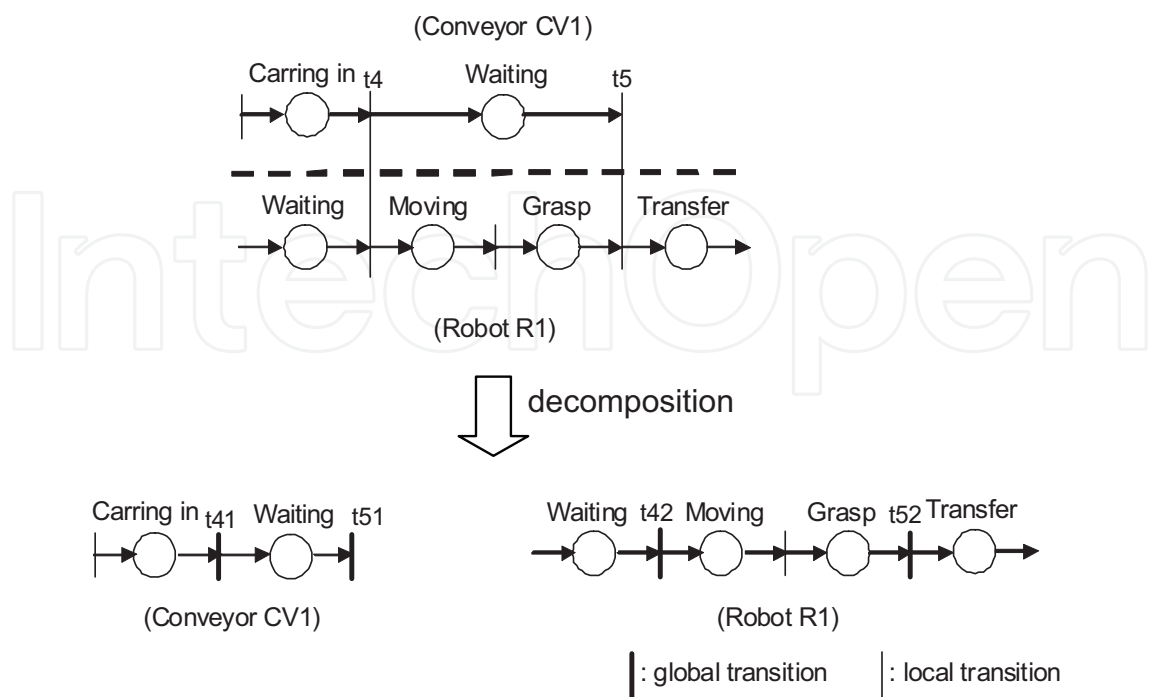 (Conveyor CV1)
Carring in t4 Waiting t5
Waiting Moving Grasp Transfer
IntechOpen
(Robot R1)
decomposition
Carring in t41 Waiting t51
Waiting t42 Moving Grasp t52 Transfer
(Conveyor CV1)
(Robot R1)
: global transition : local transition